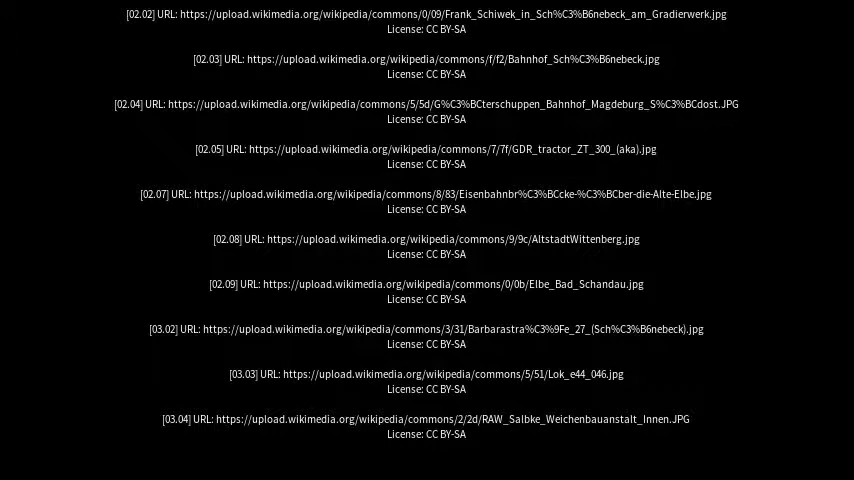 [02.02] URL: https://upload.wikimedia.org/wikipedia/commons/0/09/Frank_Schiwek_in_Sch%C3%B6nebeck_am_Gradierwerk.jpg
License: CC BY-SA
[02.03] URL: https://upload.wikimedia.org/wikipedia/commons/f/f2/Bahnhof_Sch%C3%B6nebeck.jpg
License: CC BY-SA
[02.04] URL: https://upload.wikimedia.org/wikipedia/commons/5/5d/G%C3%BCterschuppen_Bahnhof_Magdeburg_S%C3%BCdost.JPG
License: CC BY-SA
[02.05] URL: https://upload.wikimedia.org/wikipedia/commons/7/7f/GDR_tractor_ZT_300_(aka).jpg
License: CC BY-SA
[02.07] URL: https://upload.wikimedia.org/wikipedia/commons/8/83/Eisenbahnbr%C3%BCcke-%C3%BCber-die-Alte-Elbe.jpg
License: CC BY-SA
[02.08] URL: https://upload.wikimedia.org/wikipedia/commons/9/9c/AltstadtWittenberg.jpg
License: CC BY-SA
[02.09] URL: https://upload.wikimedia.org/wikipedia/commons/0/0b/Elbe_Bad_Schandau.jpg
License: CC BY-SA
[03.02] URL: https://upload.wikimedia.org/wikipedia/commons/3/31/Barbarastra%C3%9Fe_27_(Sch%C3%B6nebeck).jpg
License: CC BY-SA
[03.03] URL: https://upload.wikimedia.org/wikipedia/commons/5/51/Lok_e44_046.jpg
License: CC BY-SA
[03.04] URL: https://upload.wikimedia.org/wikipedia/commons/2/2d/RAW_Salbke_Weichenbauanstalt_Innen.JPG
License: CC BY-SA